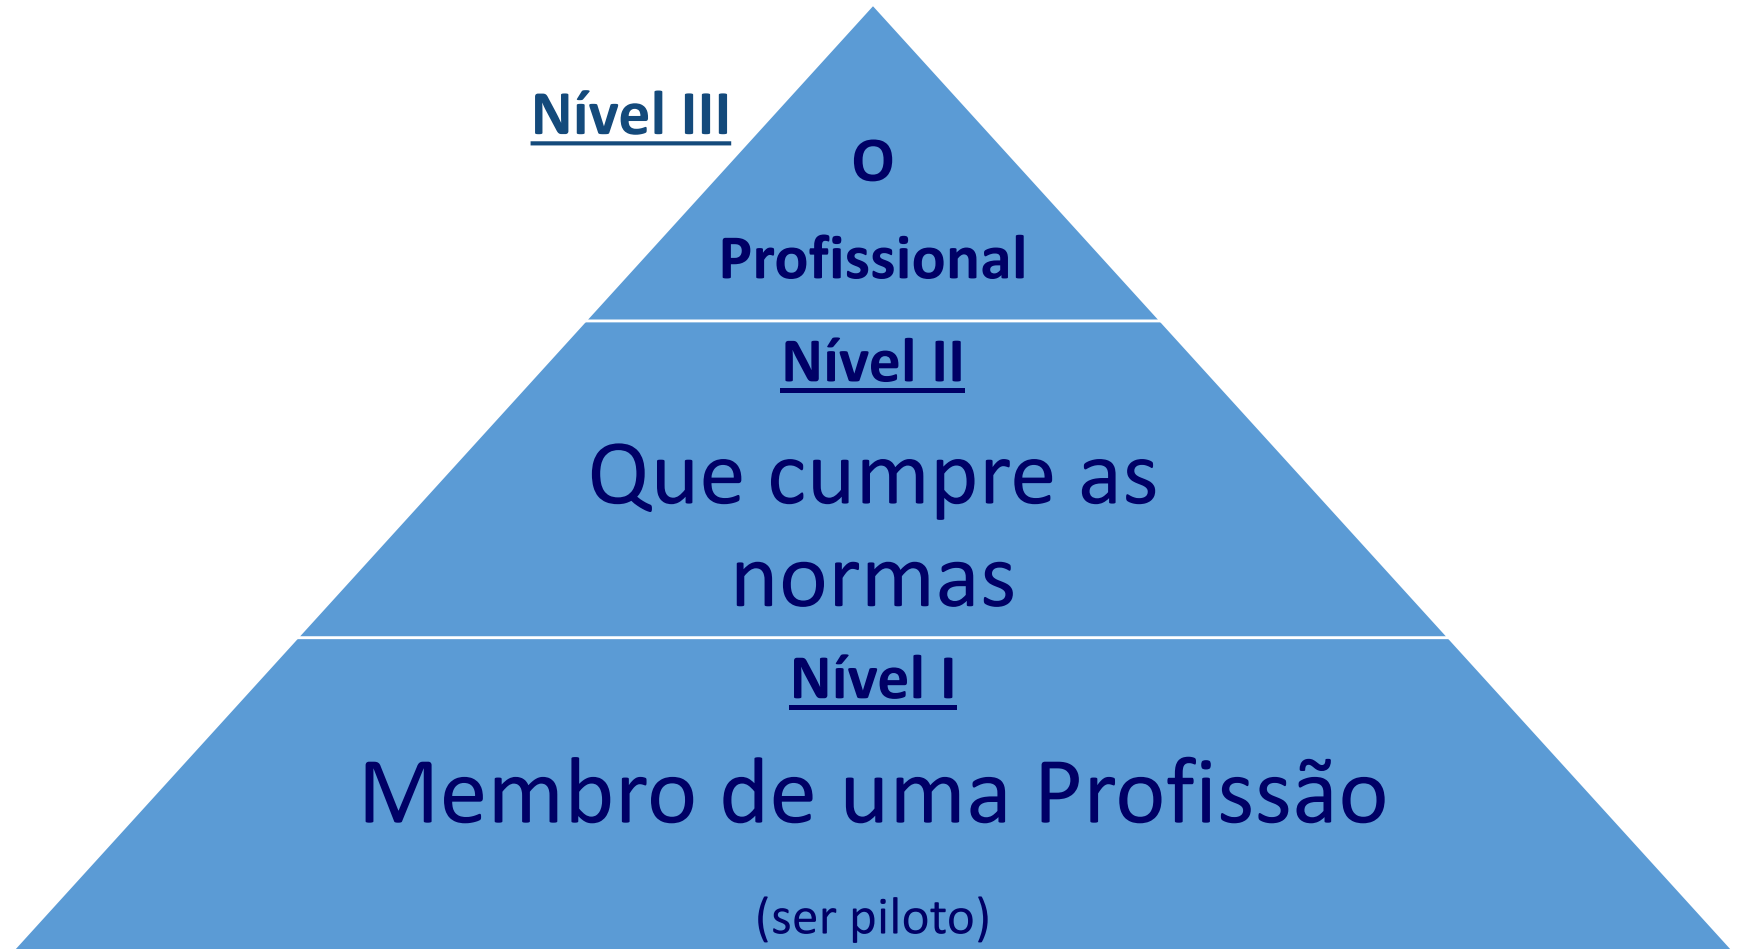 Nível III
O
Profissional
Nível II
Que cumpre as
normas
Nível I
Membro de uma Profissão
(ser piloto)